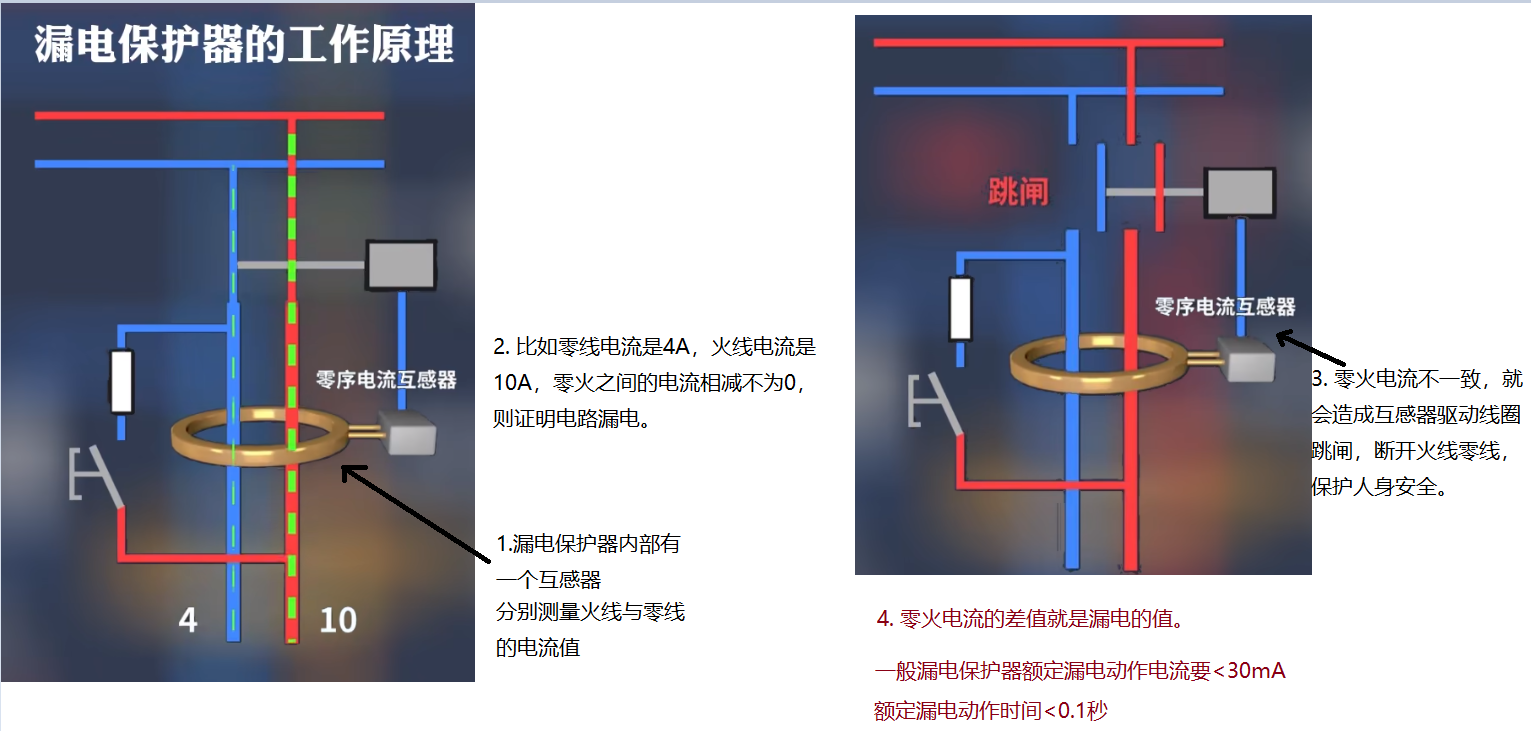 漏电保护器的工作原理
零序电流互感器
4
10
1.漏电保护器内部有
一个互感器
分别测量火线与零线
的电流值
2. 比如零线电流是4A，火线电流是
10A，零火之间的电流相减不为0，
则证明电路漏电。
跳闸
零序电流互感器
3. 零火电流不一致，就
会造成互感器驱动线圈
跳闸，断开火线零线，
保护人身安全。
4. 零火电流的差值就是漏电的值。
一般漏电保护器额定漏电动作电流要<30mA
额定漏电动作时间<0.1秒